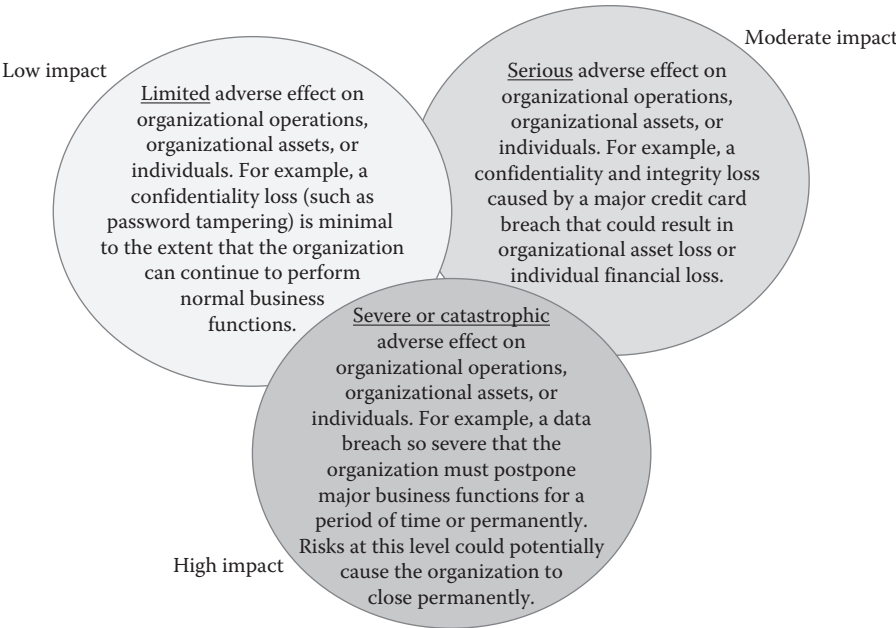 Low impact
Limited adverse effect on
organizational operations,
organizational assets, or
individuals. For example, a
confidentiality loss (such as
password tampering) is minimal
to the extent that the organization
can continue to perform
normal business
functions.
Moderate impact
Serious adverse effect on
organizational operations,
organizational assets, or
individuals. For example, a
confidentiality and integrity loss
caused by a major credit card
breach that could result in
organizational asset loss or
individual financial loss.
High impact
Severe or catastrophic
adverse effect on
organizational operations,
organizational assets, or
individuals. For example, a data
breach so severe that the
organization must postpone
major business functions for a
period of time or permanently.
Risks at this level could potentially
cause the organization to
close permanently.